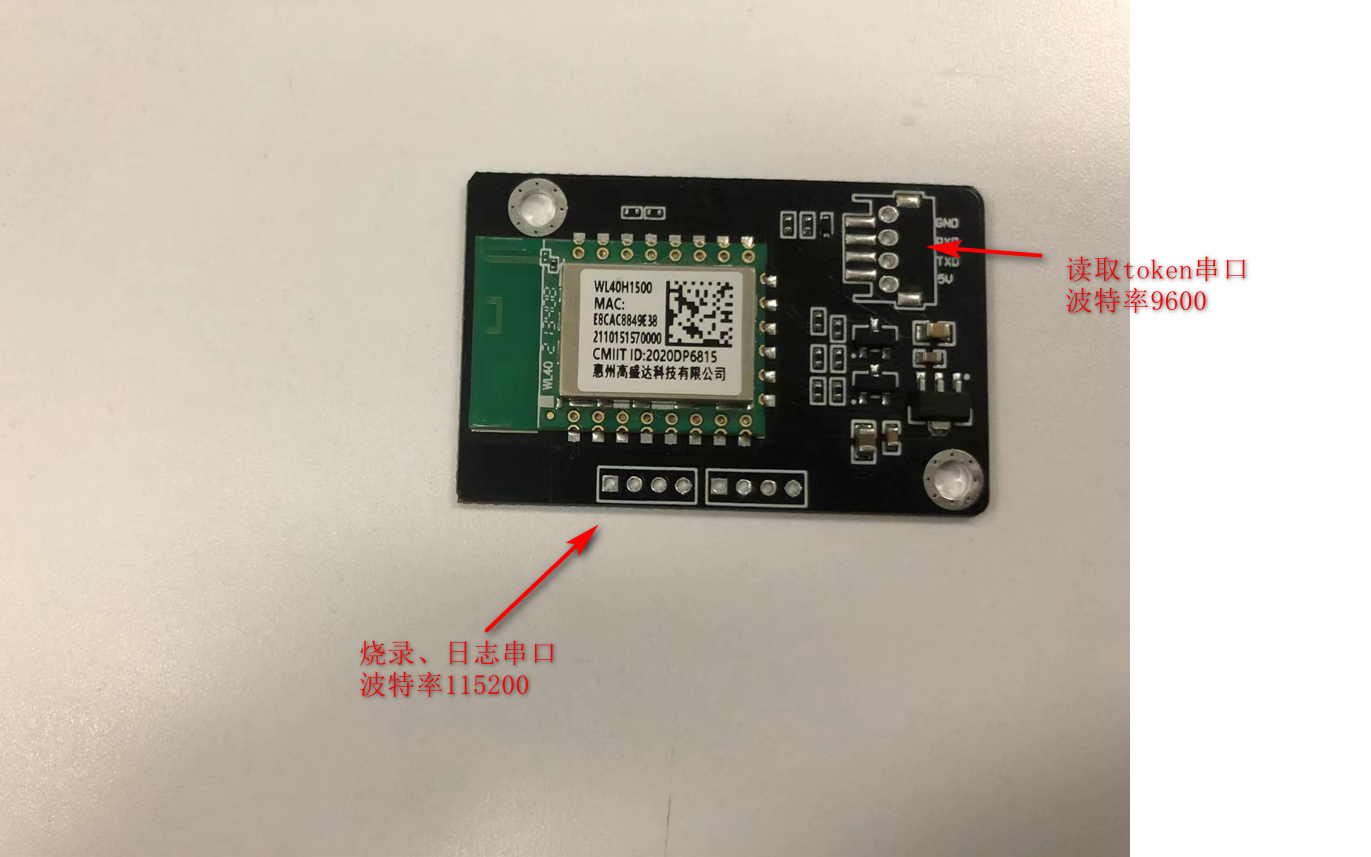 GND
RXD
TXD
5V
读取token串口
波特率9600
WL40H1500
MAC:
E8CAC8849E38
2110151570000
CMIIT ID:2020DP6815
惠州高盛达科技有限公司
WL40
烧录、日志串口
波特率115200